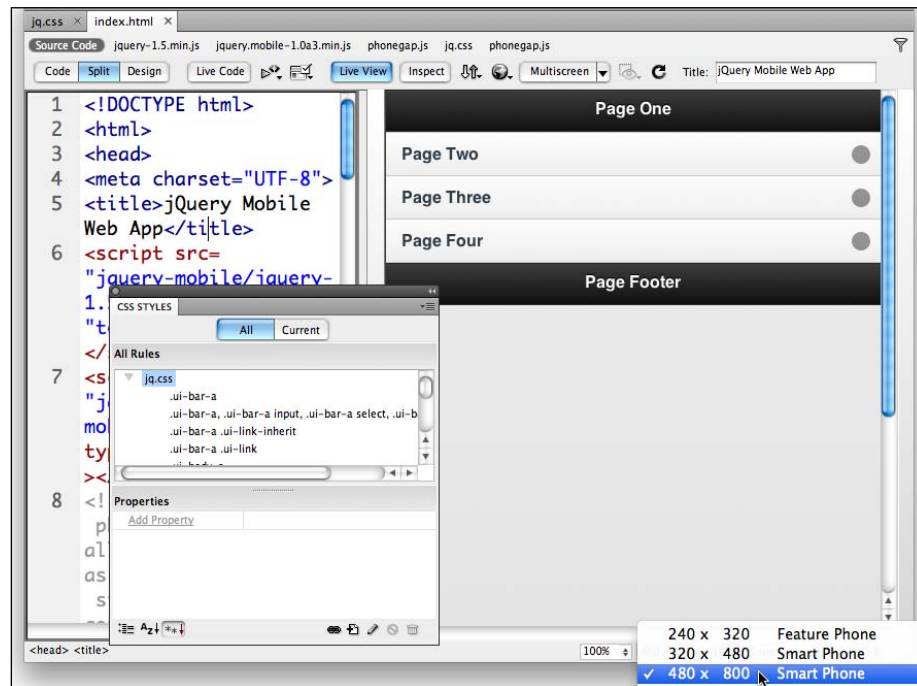 jq.css × index.html ×
Source Code jquery-1.5.min.js jquery.mobile-1.0a3.min.js phonegap.js jq.css phonegap.js
Code Split Design Live Code Live View Inspect Multiscreen Title: jQuery Mobile Web App
1 <!DOCTYPE html>
2 <html>
3 <head>
4 <meta charset="UTF-8">
5 <title>jQuery Mobile
Web App</title>
6 <script src=
"jquery-mobile/jquery-
1.
"t
</
7 <s
"j
mo
ty
></
8 <!
p
al
as
s
Page One
Page Two
Page Three
Page Four
Page Footer
CSS STYLES
All Current
All Rules
jq.css
.ui-bar-a
.ui-bar-a, .ui-bar-a input, .ui-bar-a select, .ui-b
.ui-bar-a .ui-link-inherit
.ui-bar-a .ui-link
Properties
Add Property
<head> <title>
100%
240 x 320 Feature Phone
320 x 480 Smart Phone
✓ 480 x 800 Smart Phone